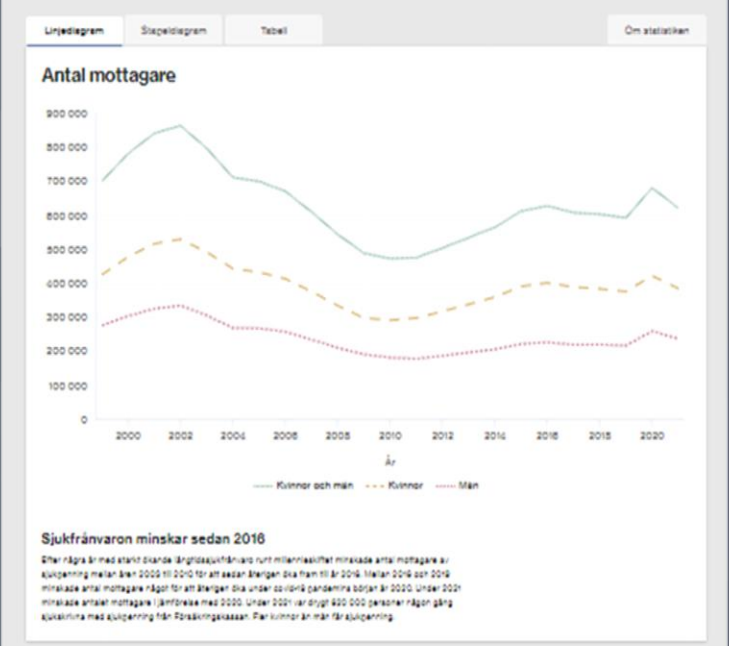 Linjediagram Stapeldiagram Tabell Om statistiken
Antal mottagare
900 000
800 000
700 000
600 000
500 000
400 000
300 000
200 000
100 000
0
2000 2002 2004 2006 2008 2010 2012 2014 2016 2018 2020
År
Kvinnor och män Kvinnor Män
Sjukfrånvaron minskar sedan 2016
Efter några år med starkt ökande långtidssjukfrånvaro runt millennieskiftet minskade antal mottagare av
sjukpenning mellan åren 2003 till 2010 för att sedan återigen öka fram till år 2016. Mellan 2016 och 2019
minskade antal mottagare något för att återigen öka under covid-19 pandemins början år 2020. Under 2021
minskade antalet mottagare i jämförelse med 2020. Under 2021 var drygt 620 000 personer någon gång
sjukskrivna med sjukpenning från Försäkringskassan. Fler kvinnor än män får sjukpenning.